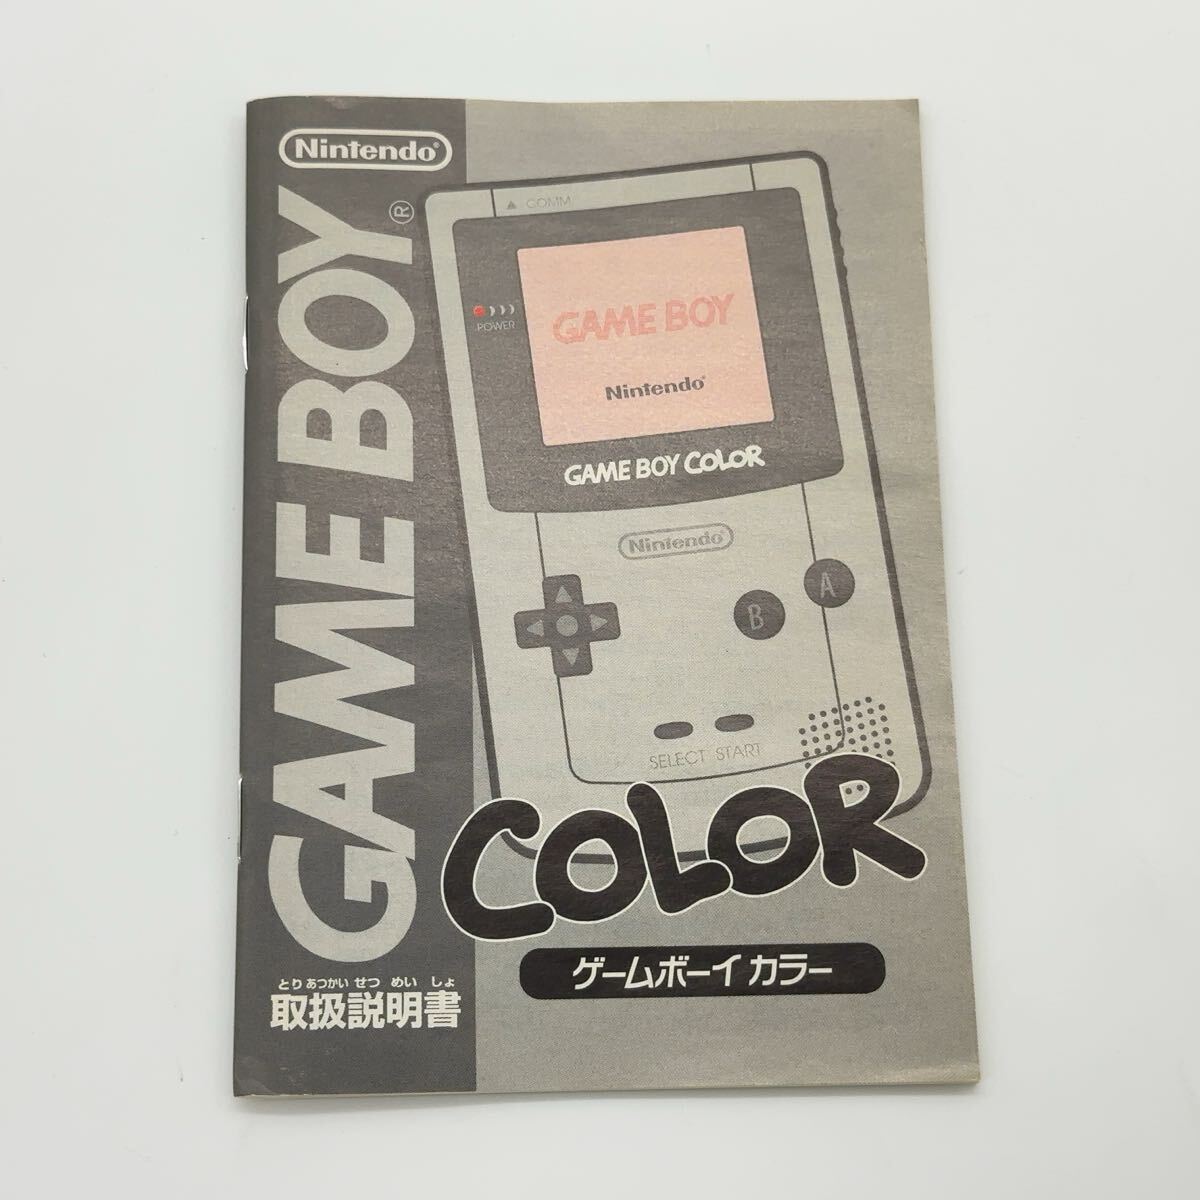 Nintendo®
GAME BOY®
COMM
POWER
GAME BOY
Nintendo®
GAME BOY COLOR
Nintendo
A
B
SELECT START
COLOR
ゲームボーイ カラー
とりあつかいせつめいしょ
取扱説明書